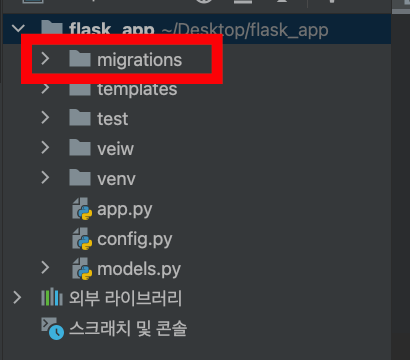 flask_app ~/Desktop/flask_app
migrations
templates
test
veiw
venv
app.py
config.py
models.py
외부 라이브러리
스크래치 및 콘솔